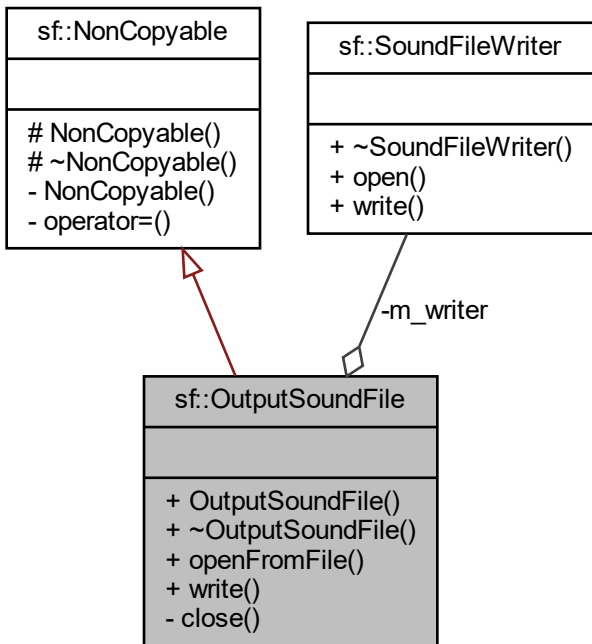 sf::NonCopyable
# NonCopyable()
# ~NonCopyable()
- NonCopyable()
- operator=()
sf::SoundFileWriter
+ ~SoundFileWriter()
+ open()
+ write()
-m_writer
sf::OutputSoundFile
+ OutputSoundFile()
+ ~OutputSoundFile()
+ openFromFile()
+ write()
- close()